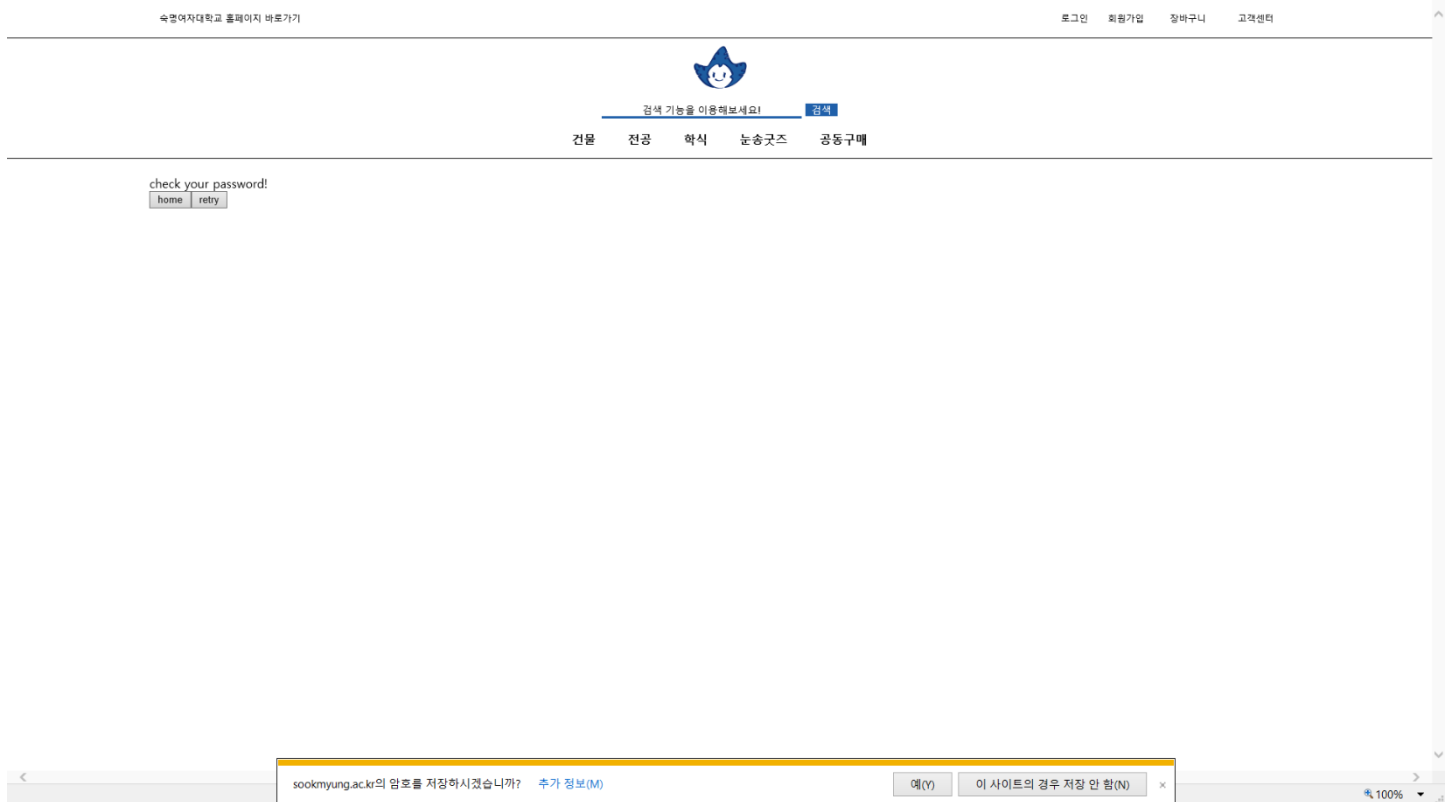 숙명여자대학교 홈페이지 바로가기 로그인 회원가입 장바구니 고객센터
검색 기능을 이용해보세요! 검색
건물 전공 학식 눈송굿즈 공동구매
check your password!
home retry
sookmyung.ac.kr의 암호를 저장하시겠습니까? 추가 정보(M) 예(Y) 이 사이트의 경우 저장 안 함(N) ×
100%